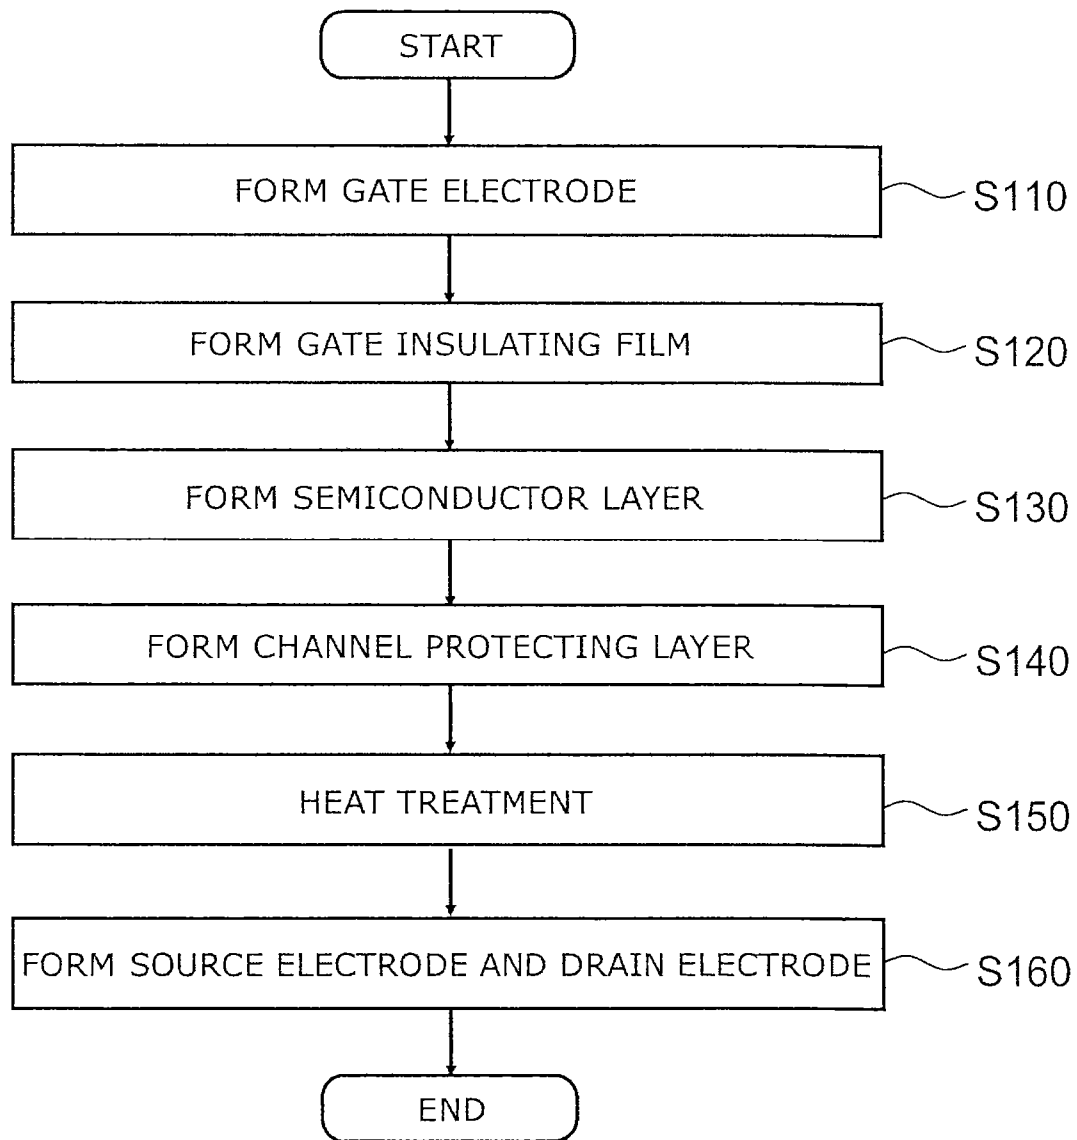 START
FORM GATE ELECTRODE
S110
FORM GATE INSULATING FILM
S120
FORM SEMICONDUCTOR LAYER
S130
FORM CHANNEL PROTECTING LAYER
S140
HEAT TREATMENT
S150
FORM SOURCE ELECTRODE AND DRAIN ELECTRODE
S160
END